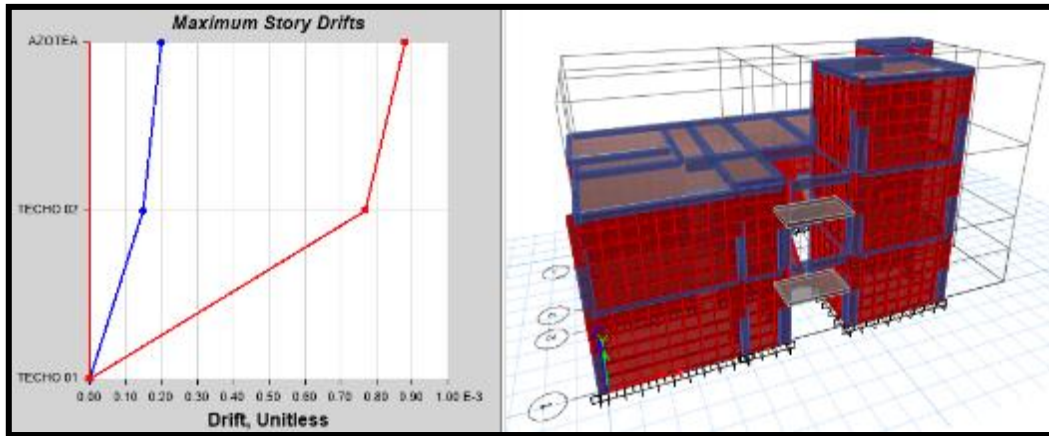 Maximum Story Drifts
AZOTEA
TECHO 02
TECHO 01
0.00 0.10 0.20 0.30 0.40 0.50 0.60 0.70 0.80 0.90 1.00 E-3
Drift, Unitless